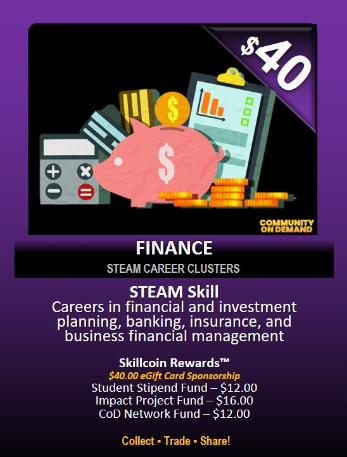 $40
$
$
COMMUNITY
ON DEMAND
FINANCE
STEAM CAREER CLUSTERS
STEAM Skill
Careers in financial and investment
planning, banking, insurance, and
business financial management
Skillcoin Rewards™
$40.00 eGift Card Sponsorship
Student Stipend Fund – $12.00
Impact Project Fund – $16.00
CoD Network Fund – $12.00
Collect ▪ Trade ▪ Share!